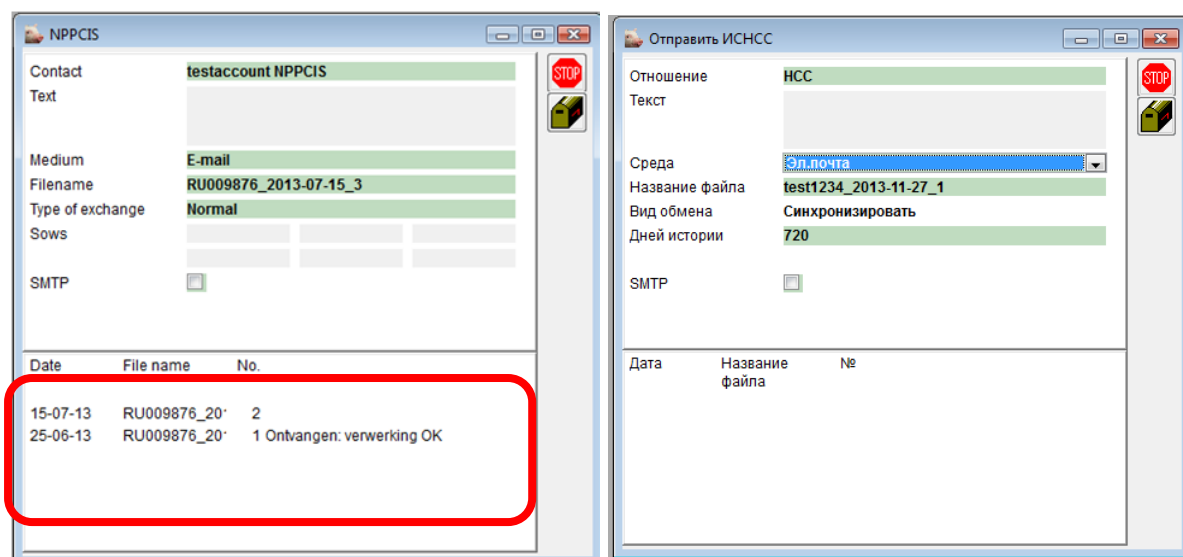 NPPCIS
Contact testaccount NPPCIS
STOP
Text
Medium E-mail
Filename RU009876_2013-07-15_3
Type of exchange Normal
Sows
SMTP
Date File name No.
15-07-13 RU009876_20 2
25-06-13 RU009876_20 1 Ontvangen: verwerking OK
Отправить ИСНСС
Отношение НСС
STOP
Текст
Среда Эл.почта
Название файла test1234_2013-11-27_1
Вид обмена Синхронизировать
Дней истории 720
SMTP
Дата Название №
файла